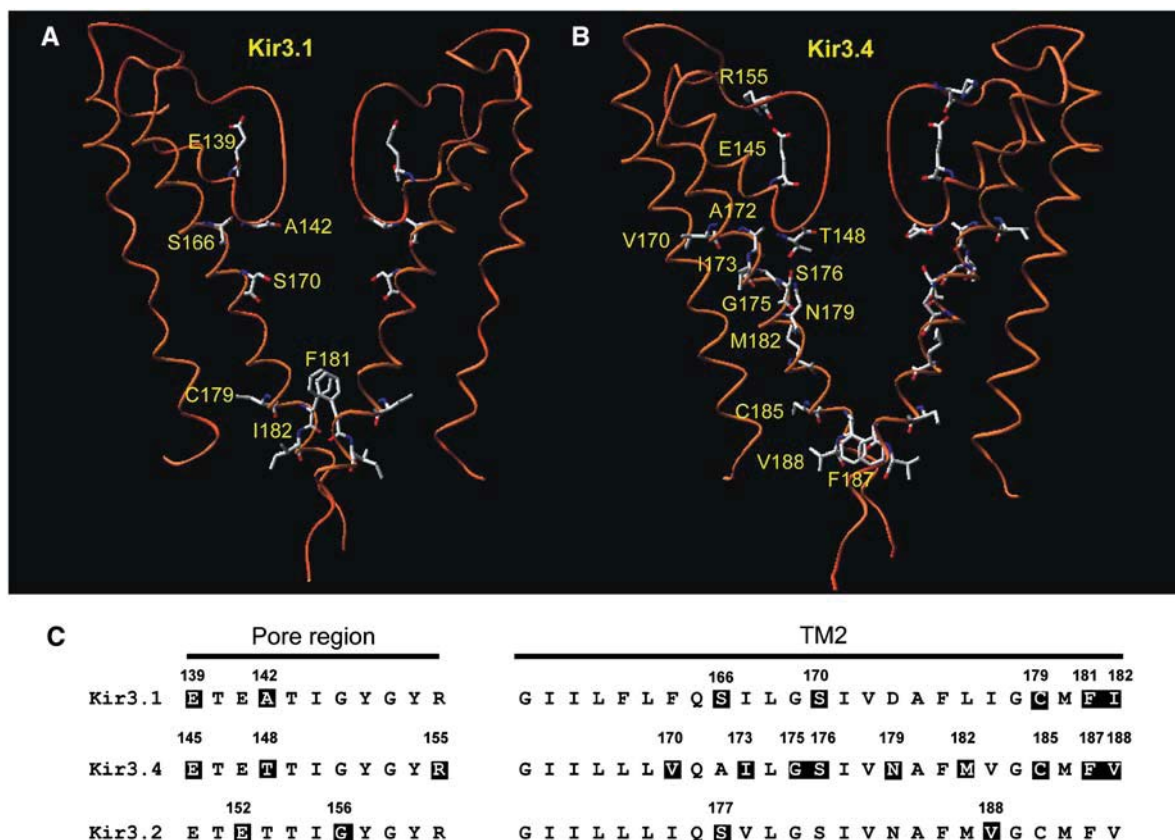 A
Kir3.1
E139
S166
A142
S170
F181
C179
I182
B
Kir3.4
R155
E145
A172
V170
T148
I173
S176
G175
N179
M182
C185
V188
F187
C
Pore region TM2
139 142 166 170 179 181 182
Kir3.1 E T E A T I G Y G Y R G I I L F L F Q S I L G S I V D A F L I G C M F I
145 148 155 170 173 175 176 179 182 185 187 188
Kir3.4 E T E T T I G Y G Y R G I I L L L V Q A I L G S I V N A F M V G C M F V
152 156 177 188
Kir3.2 E T E T T I G Y G Y R G I I L L L I Q S V L G S I V N A F M V G C M F V